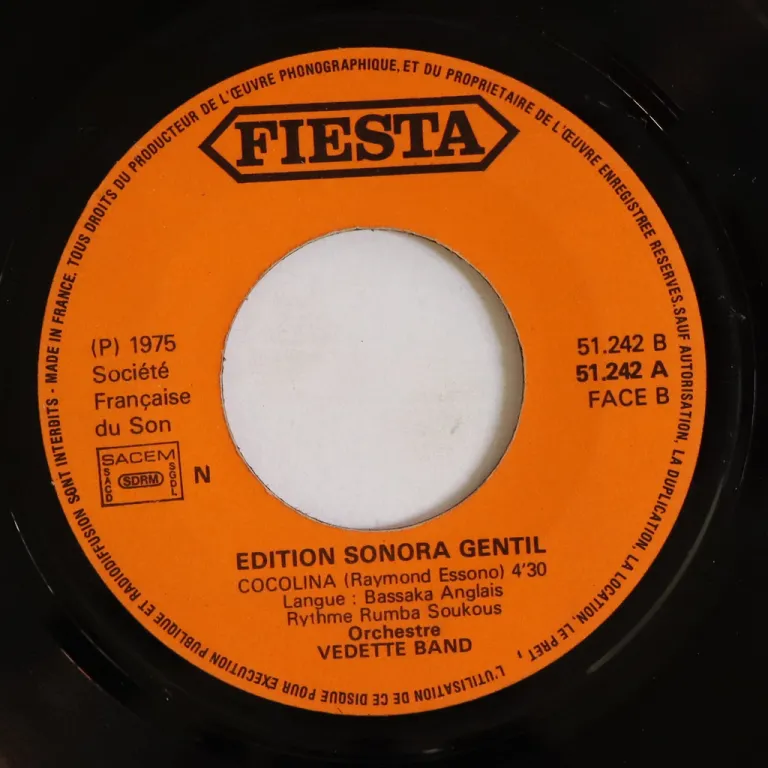 MADE IN FRANCE. TOUS DROITS DU PRODUCTEUR DE L'ŒUVRE PHONOGRAPHIQUE, ET DU PROPRIETAIRE DE L'ŒUVRE ENREGISTREE RESERVES. SAUF AUTORISATION, LA DUPLICATION, LA LOCATION, LE PRET, L'UTILISATION DE CE DISQUE POUR EXECUTION PUBLIQUE ET RADIODIFFUSION SONT INTERDITS -
FIESTA
(P) 1975
Société
Française
du Son
SACEM
SACD
SDRM
SGDL
N
51.242 B
51.242 A
FACE B
EDITION SONORA GENTIL
COCOLINA (Raymond Essono) 4'30
Langue : Bassaka Anglais
Rythme Rumba Soukous
Orchestre
VEDETTE BAND